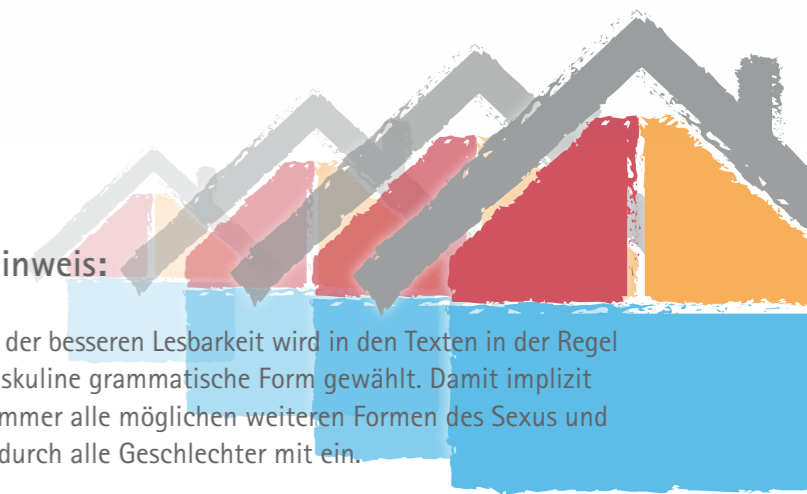 inweis:
der besseren Lesbarkeit wird in den Texten in der Regel
skuline grammatische Form gewählt. Damit implizit
mmer alle möglichen weiteren Formen des Sexus und
durch alle Geschlechter mit ein.